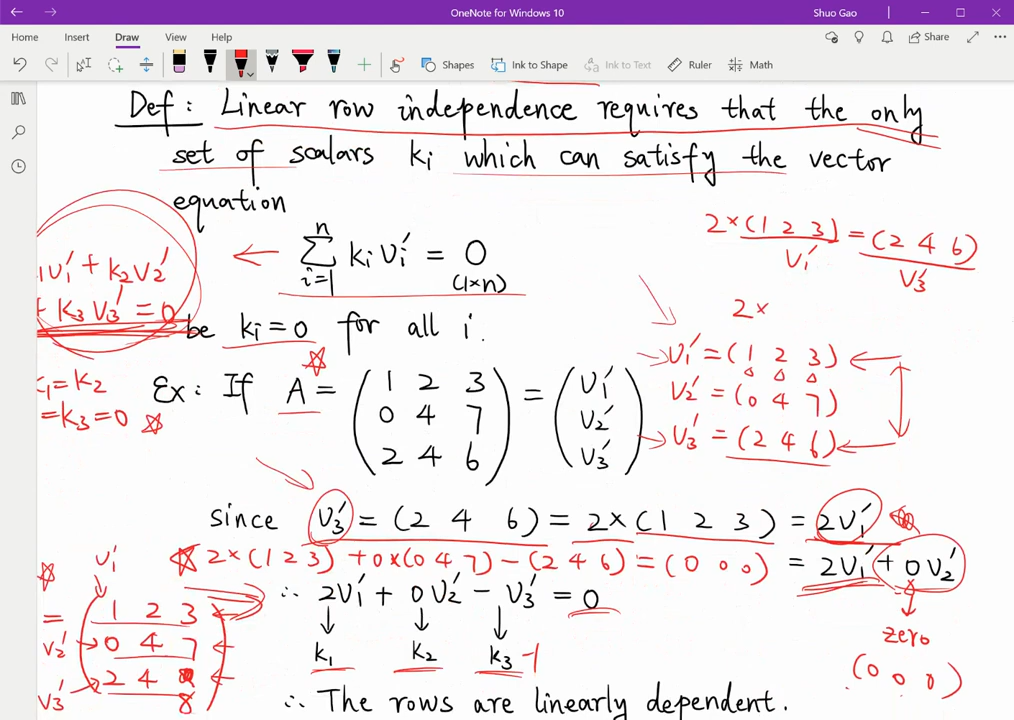 OneNote for Windows 10
Shuo Gao
Home Insert Draw View Help
Share
Shapes Ink to Shape Ink to Text Ruler Math
Def: Linear row independence requires that the only
set of scalars ki which can satisfy the vector
equation
n
∑ ki vi' = 0
i=1 (1×n)
1v1' + k2v2'
+ k3v3' = 0
be ki=0 for all i.
k1=k2
=k3=0 ☆
2×(1 2 3) = (2 4 6)
v1' v3'
2×
v1' = (1 2 3)
v2' = (0 4 7)
v3' = (2 4 6)
Ex: If A = (1 2 3 = (v1'
0 4 7 v2'
2 4 6) v3')
since v3' = (2 4 6) = 2×(1 2 3) = 2v1'
☆ 2×(1 2 3) + 0×(0 4 7) - (2 4 6) = (0 0 0) = 2v1' + 0v2'
zero
(0 0 0)
∴ 2v1' + 0v2' - v3' = 0
k1 k2 k3 -1
∴ The rows are linearly dependent.
v1'
☆
= (1 2 3
v2' 0 4 7
v3' 2 4 8)
8